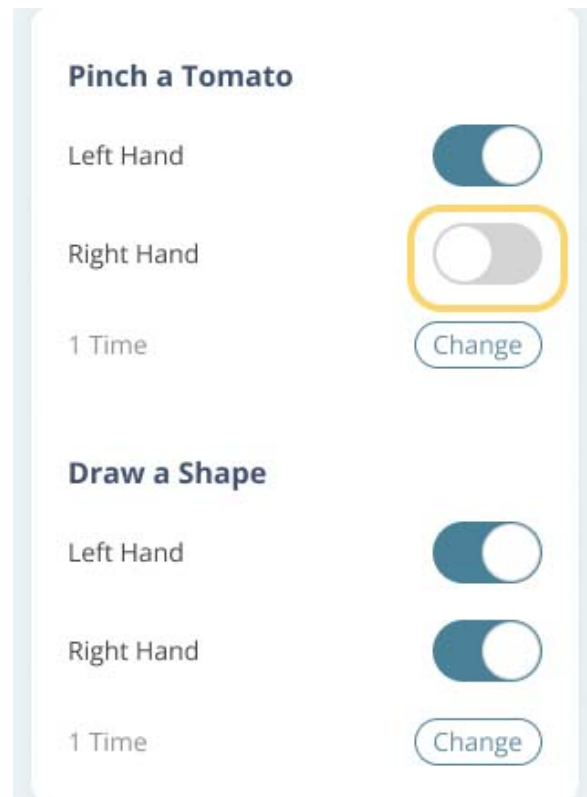 Pinch a Tomato
Left Hand
Right Hand
1 Time
Change
Draw a Shape
Left Hand
Right Hand
1 Time
Change